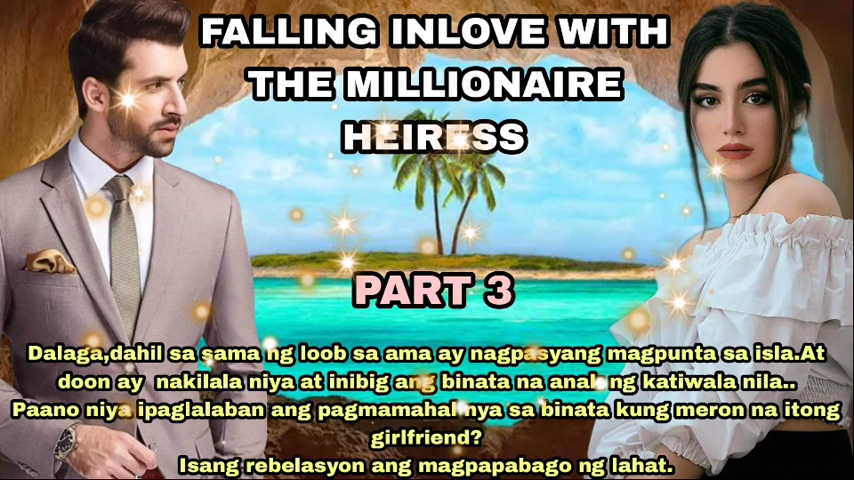 FALLING INLOVE WITH
THE MILLIONAIRE
HEIRESS
PART 3
Dalaga,dahil sa sama ng loob sa ama ay nagpasyang magpunta sa isla.At
doon ay nakilala niya at inibig ang binata na anak ng katiwala nila..
Paano niya ipaglalaban ang pagmamahal nya sa binata kung meron na itong
girlfriend?
Isang rebelasyon ang magpapabago ng lahat.